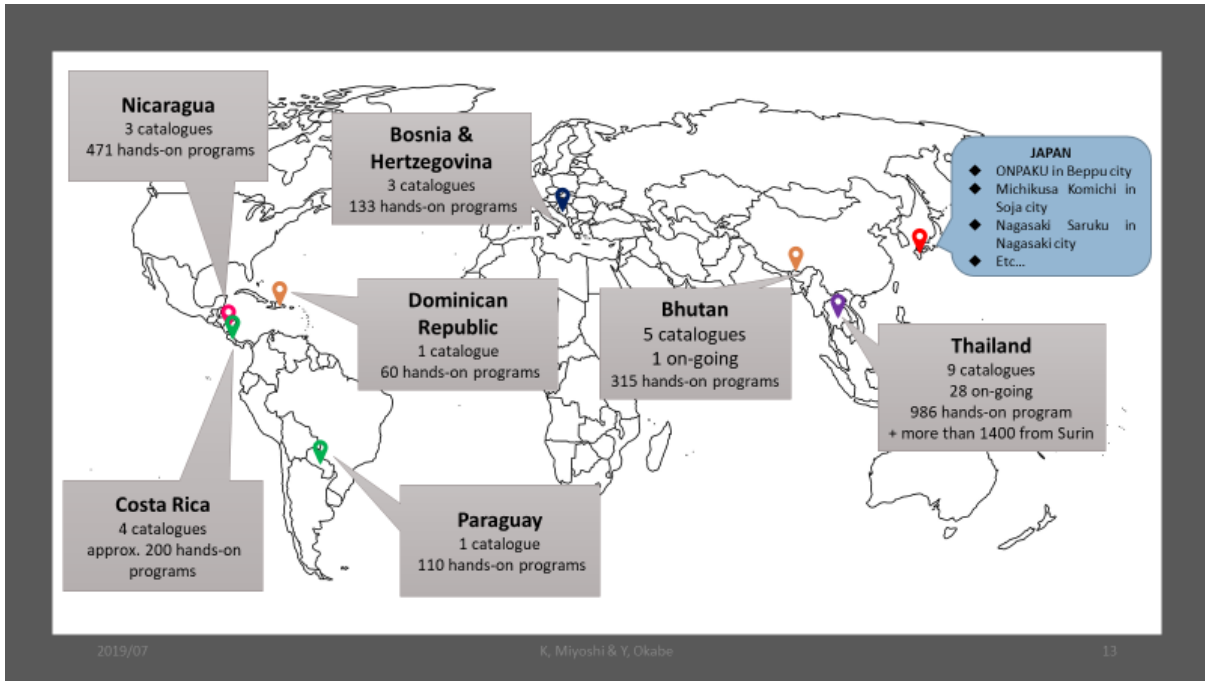 Nicaragua
3 catalogues
471 hands-on programs
Bosnia &
Hertzegovina
3 catalogues
133 hands-on programs
JAPAN
◆ ONPAKU in Beppu city
◆ Michikusa Komichi in
Soja city
◆ Nagasaki Saruku in
Nagasaki city
◆ Etc...
Dominican
Republic
1 catalogue
60 hands-on programs
Bhutan
5 catalogues
1 on-going
315 hands-on programs
Thailand
9 catalogues
28 on-going
986 hands-on program
+ more than 1400 from Surin
Costa Rica
4 catalogues
approx. 200 hands-on
programs
Paraguay
1 catalogue
110 hands-on programs
2019/07
K, Miyoshi & Y, Okabe
13